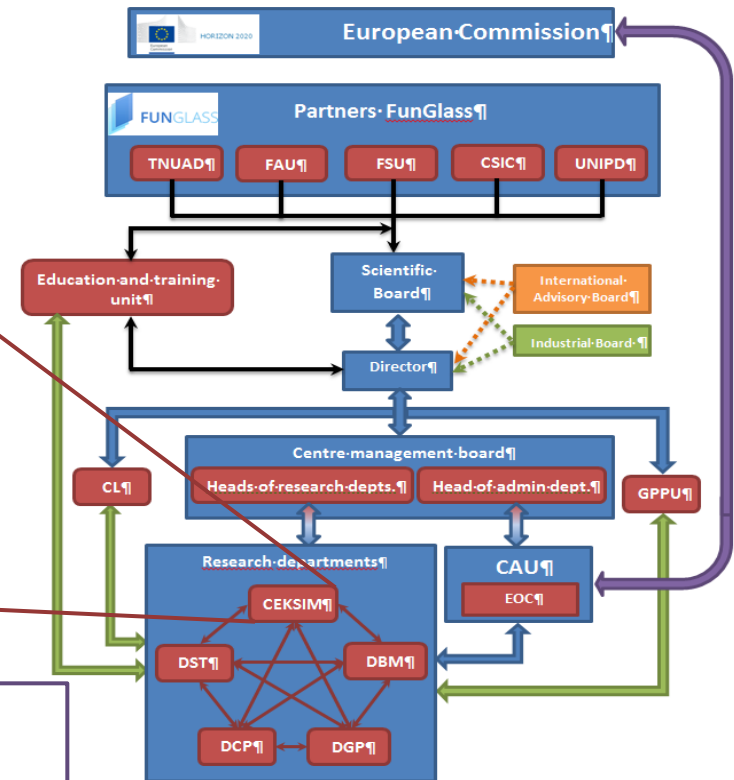 HORIZON 2020
European·Commission¶
FUNGLASS
Partners· FunGlass¶
TNUAD¶
FAU¶
FSU¶
CSIC¶
UNIPD¶
Education·and·training·
unit¶
Scientific·
Board¶
International·
Advisory·Board¶
Industrial·Board·¶
Director¶
Centre·management·board¶
Heads·of·research·depts.¶
Head·of·admin·dept.¶
CL¶
GPPU¶
Research·departments¶
CAU¶
EOC¶
CEKSIM¶
DST¶
DBM¶
DCP¶
DGP¶